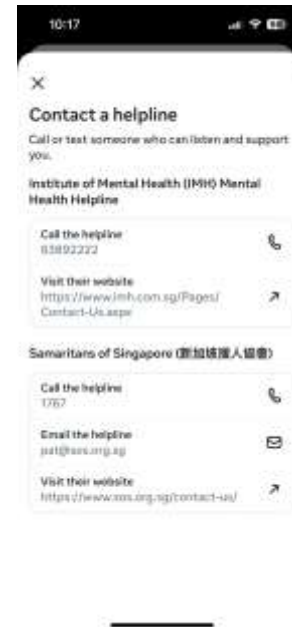 10:17
Contact a helpline
Call or text someone who can listen and support
you.
Institute of Mental Health (IMH) Mental
Health Helpline
Call the helpline
63892222
Visit their website
https://www.imh.com.sg/Pages/
Contact-Us.aspx
Samaritans of Singapore (新加坡援人協會)
Call the helpline
1767
Email the helpline
pat@sos.org.sg
Visit their website
https://www.sos.org.sg/contact-us/